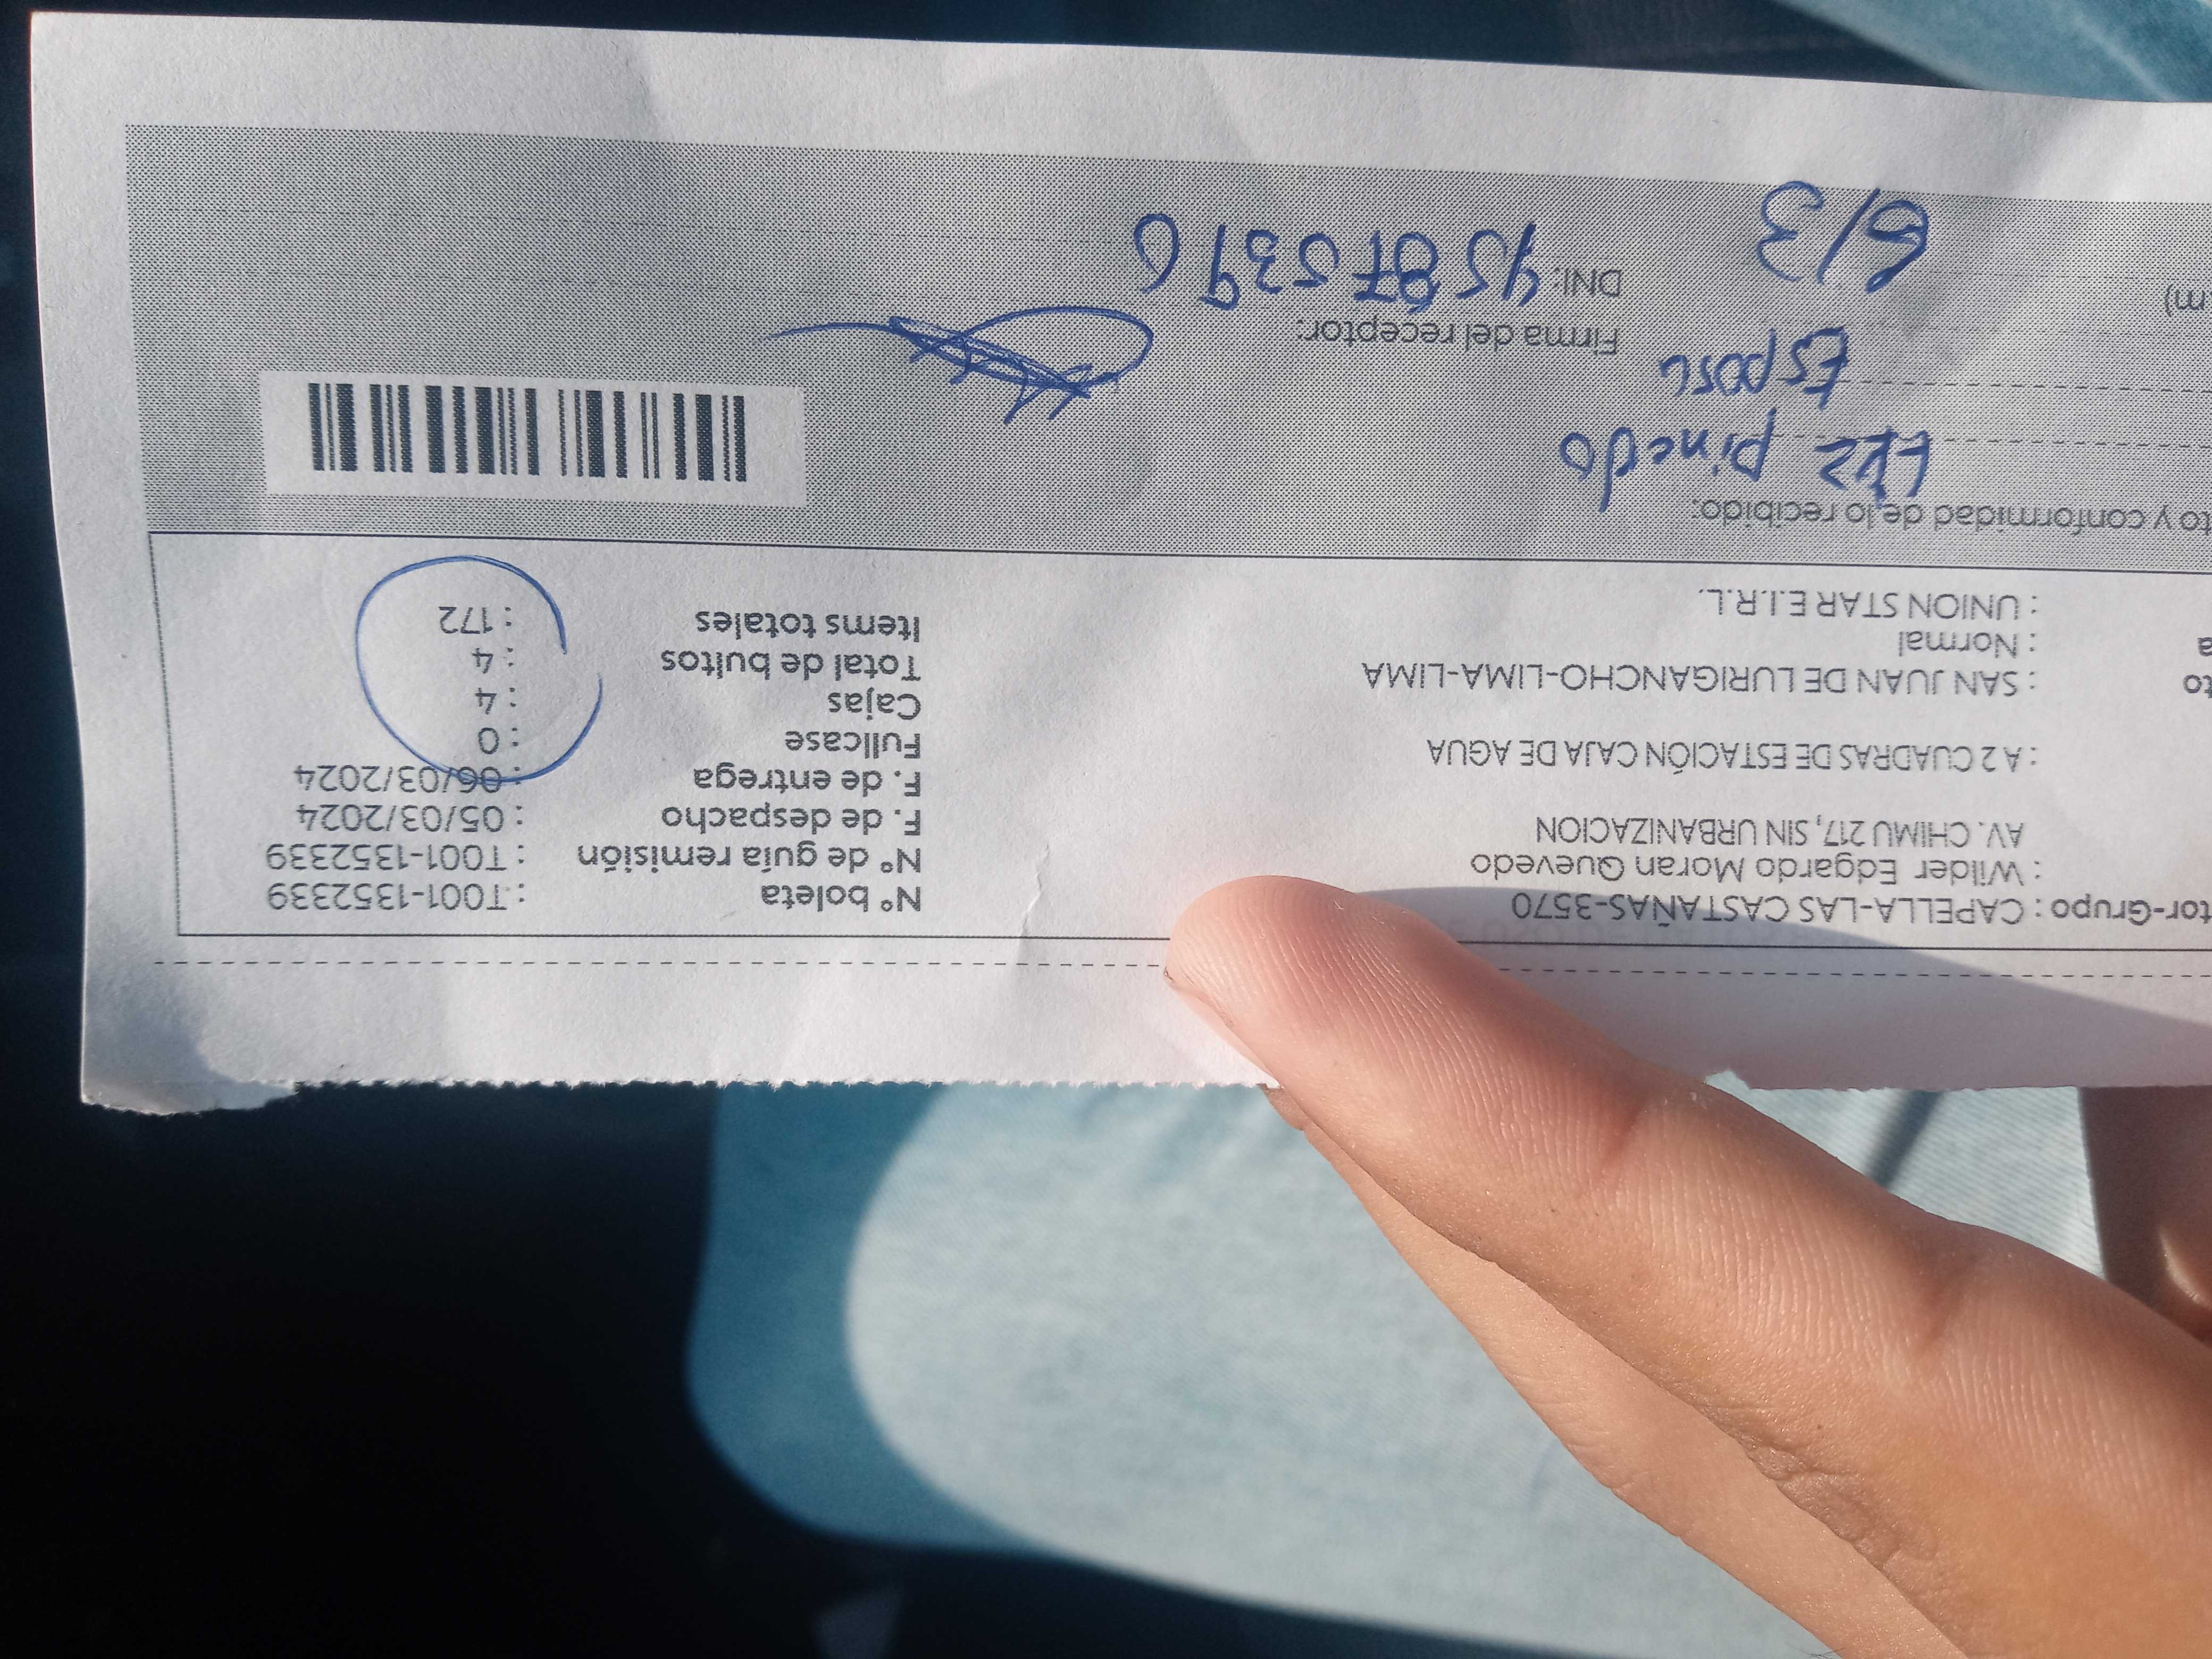 tor-Grupo : CAPELLA-LAS CASTAÑAS-3570
: Wilder Edgardo Moran Quevedo
AV. CHIMU 217, SIN URBANIZACION
: A 2 CUADRAS DE ESTACIÓN CAJA DE AGUA
to : SAN JUAN DE LURIGANCHO-LIMA-LIMA
a : Normal
: UNION STAR E.I.R.L.
N° boleta : T001-1352339
N° de guía remisión : T001-1352339
F. de despacho : 05/03/2024
F. de entrega : 06/03/2024
Fullcase : 0
Cajas : 4
Total de bultos : 4
Items totales : 172
to y conformidad de lo recibido:
pinedo
Esposa
Firma del receptor:
m)
6/3
DNI: